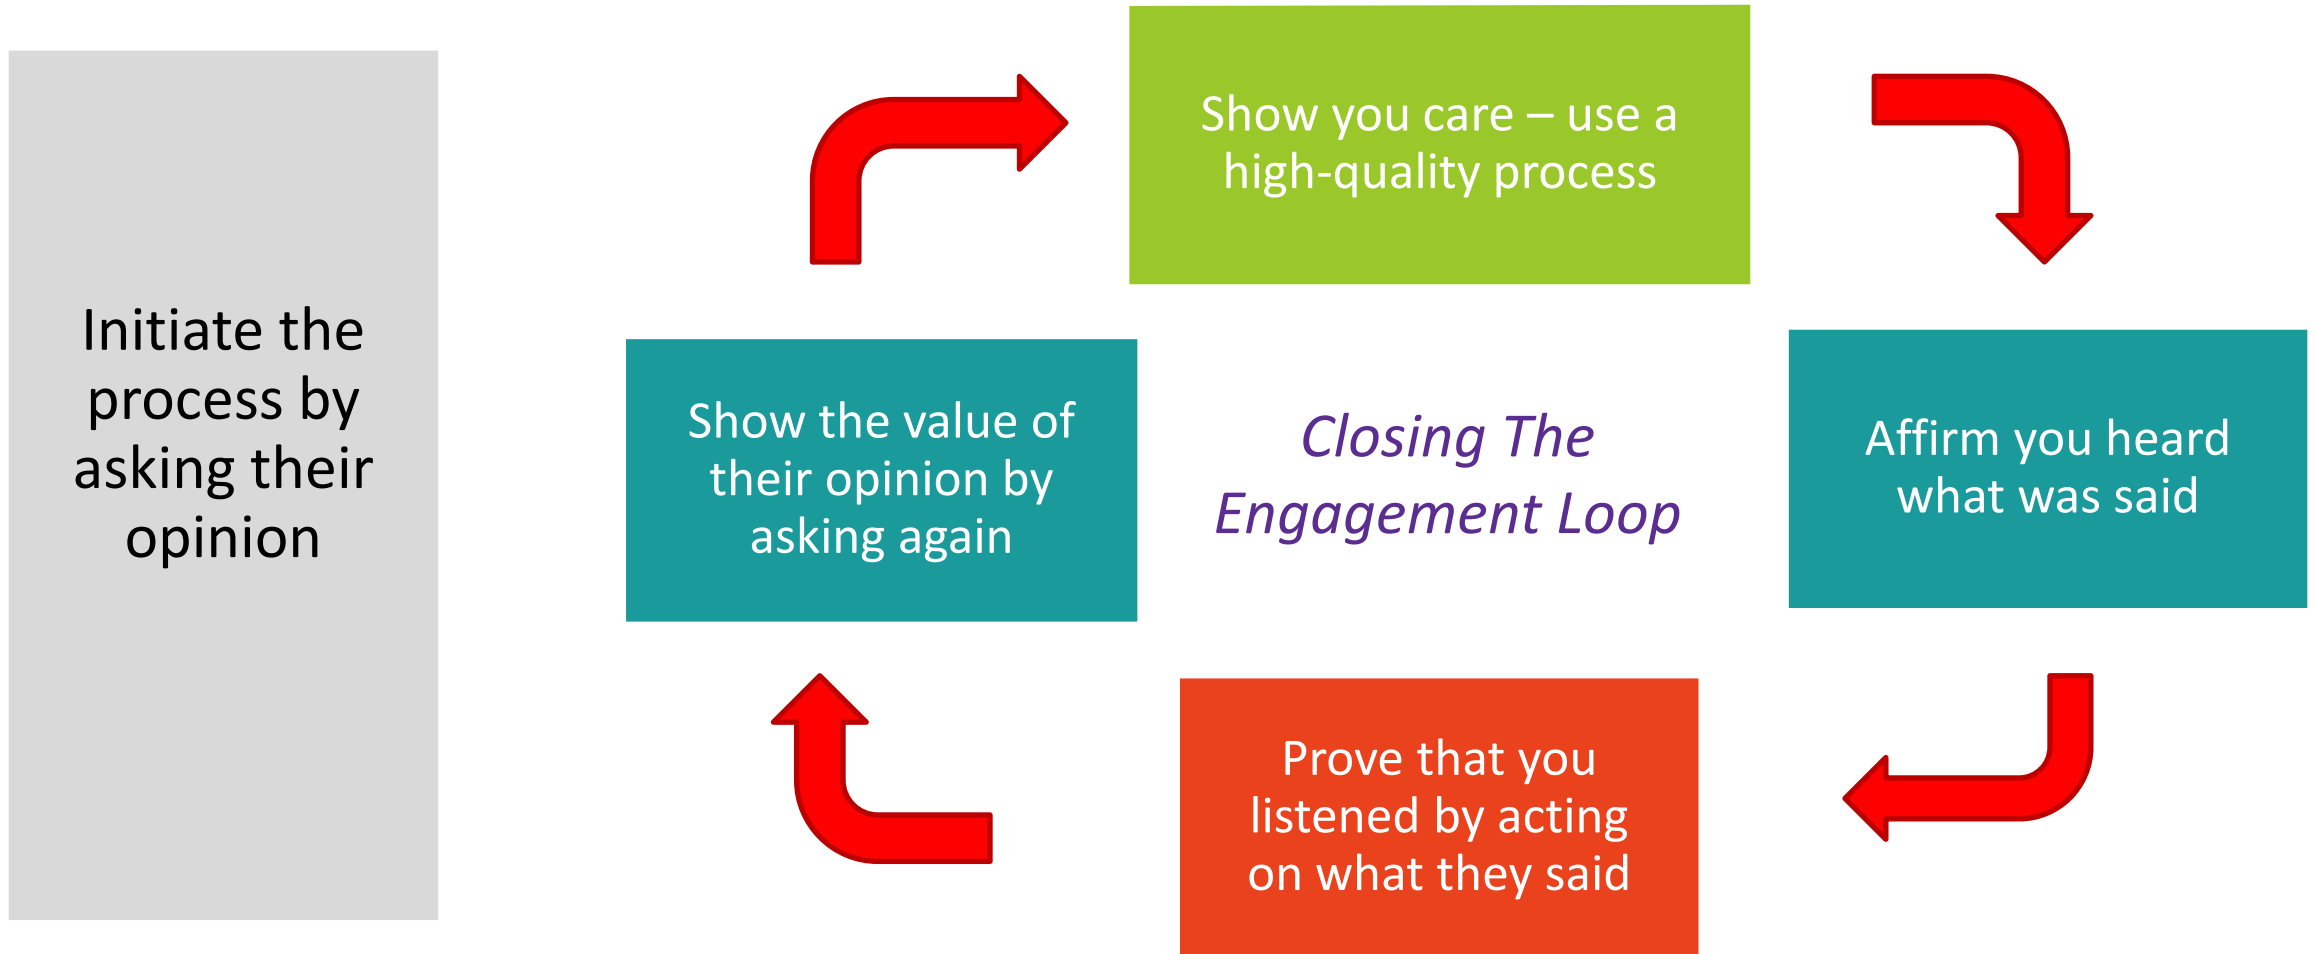 Initiate the
process by
asking their
opinion
Show you care – use a
high-quality process
Affirm you heard
what was said
Prove that you
listened by acting
on what they said
Show the value of
their opinion by
asking again
Closing The
Engagement Loop